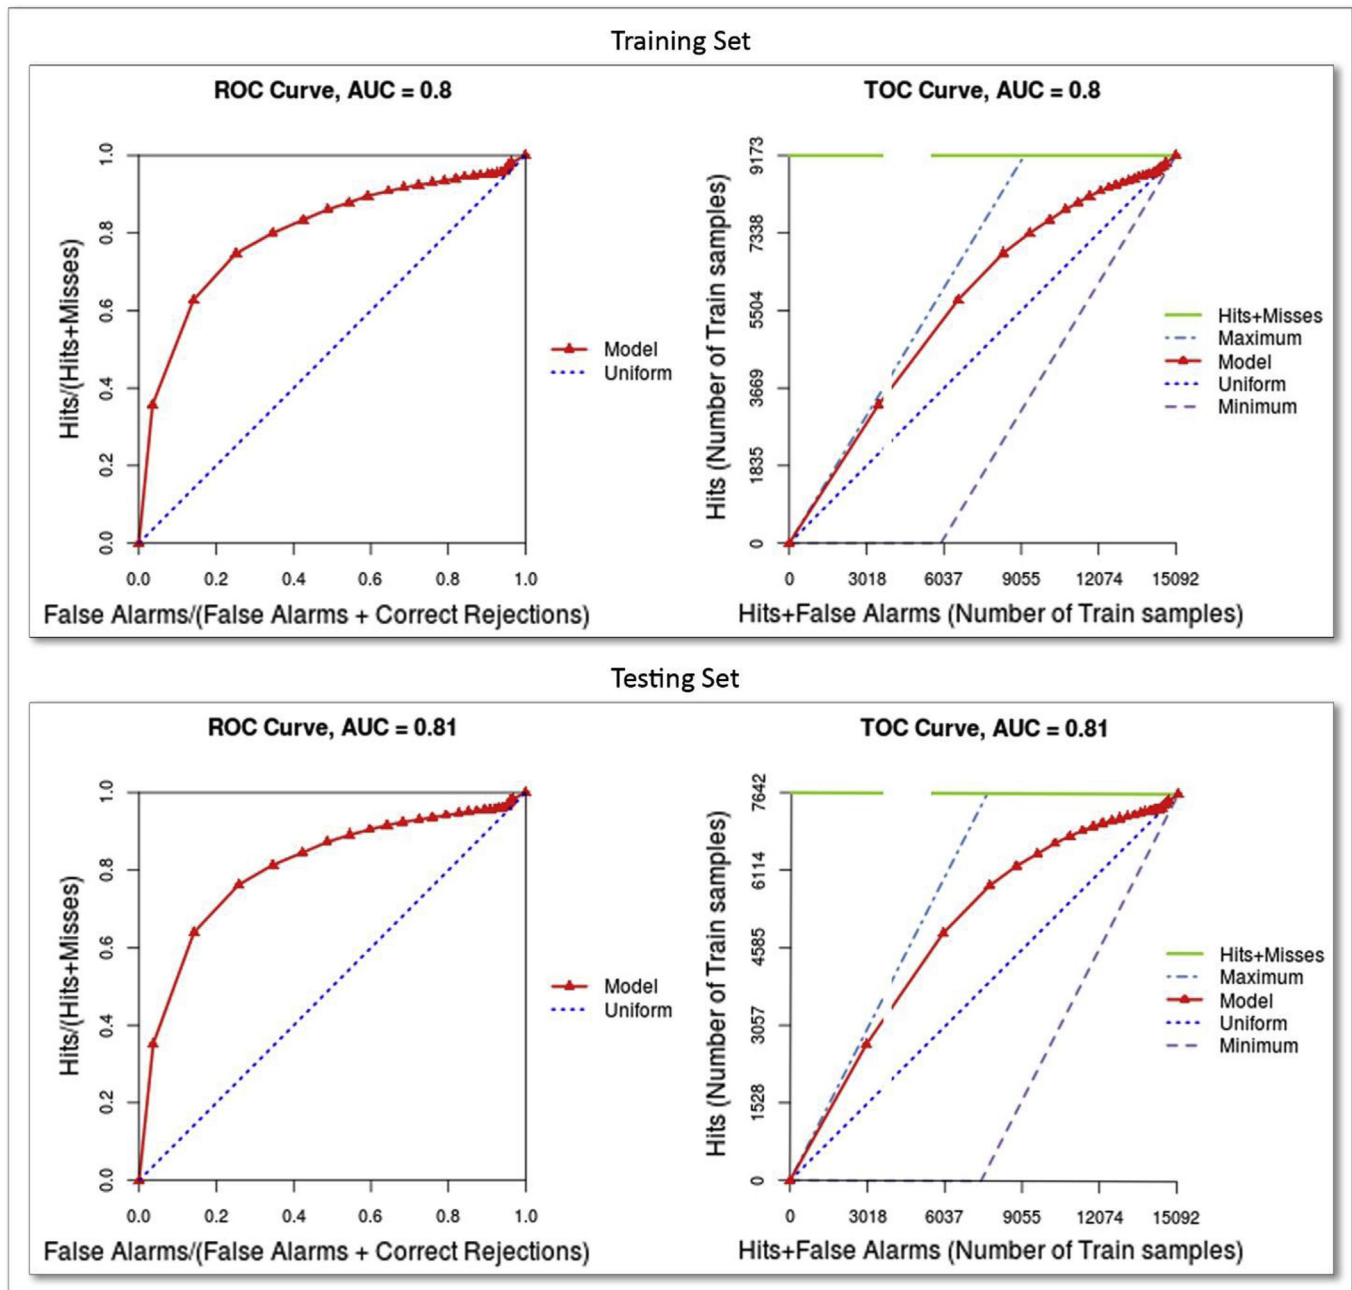 Training Set
ROC Curve, AUC = 0.8
Hits/(Hits+Misses)
1.0
0.8
0.6
0.4
0.2
0.0
0.0 0.2 0.4 0.6 0.8 1.0
False Alarms/(False Alarms + Correct Rejections)
Model
Uniform
TOC Curve, AUC = 0.8
Hits (Number of Train samples)
9173
7338
5504
3669
1835
0
0 3018 6037 9055 12074 15092
Hits+False Alarms (Number of Train samples)
Hits+Misses
Maximum
Model
Uniform
Minimum
Testing Set
ROC Curve, AUC = 0.81
Hits/(Hits+Misses)
1.0
0.8
0.6
0.4
0.2
0.0
0.0 0.2 0.4 0.6 0.8 1.0
False Alarms/(False Alarms + Correct Rejections)
Model
Uniform
TOC Curve, AUC = 0.81
Hits (Number of Train samples)
7642
6114
4585
3057
1528
0
0 3018 6037 9055 12074 15092
Hits+False Alarms (Number of Train samples)
Hits+Misses
Maximum
Model
Uniform
Minimum